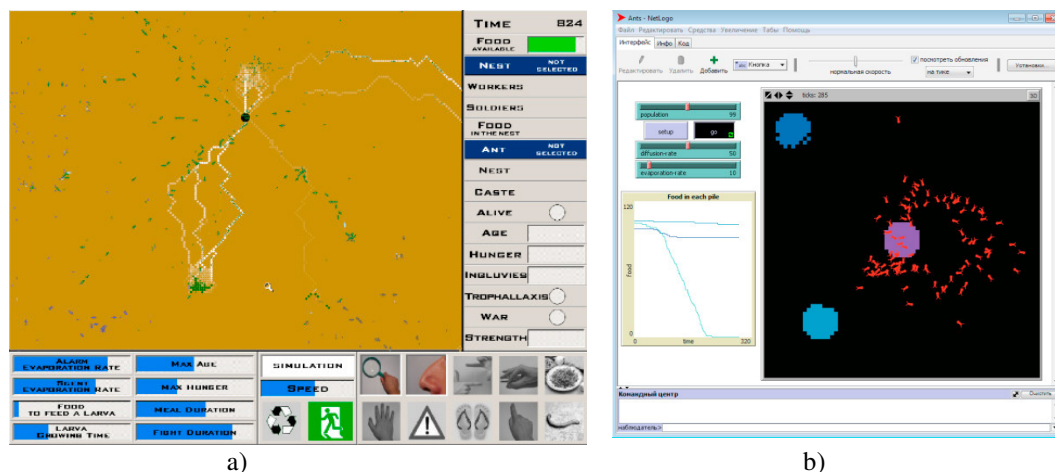 TIME 824
FOOD
AVAILABLE
NEST NOT
SELECTED
WORKERS
SOLDIERS
FOOD
IN THE NEST
ANT NOT
SELECTED
NEST
CASTE
ALIVE
AGE
HUNGER
INGLUVIES
TROPHALLAXIS
WAR
STRENGTH
ALARM
EVAPORATION RATE
MAX AGE
SCENT
EVAPORATION RATE
MAX HUNGER
FOOD
TO FEED A LARVA
MEAL DURATION
LARVA
GROWING TIME
FIGHT DURATION
SIMULATION
SPEED
a)
Ants - NetLogo
Файл Редактировать Средства Увеличение Табы Помощь
Интерфейс Инфо Код
Редактировать Удалить Добавить
Кнопка
нормальная скорость
посмотреть обновления
на тике
Установки...
population 99
setup go
diffusion-rate 50
evaporation-rate 10
Food in each pile
120
food
0
0 time 320
ticks: 285
3D
Командный центр
Очистить
наблюдатель>
b)